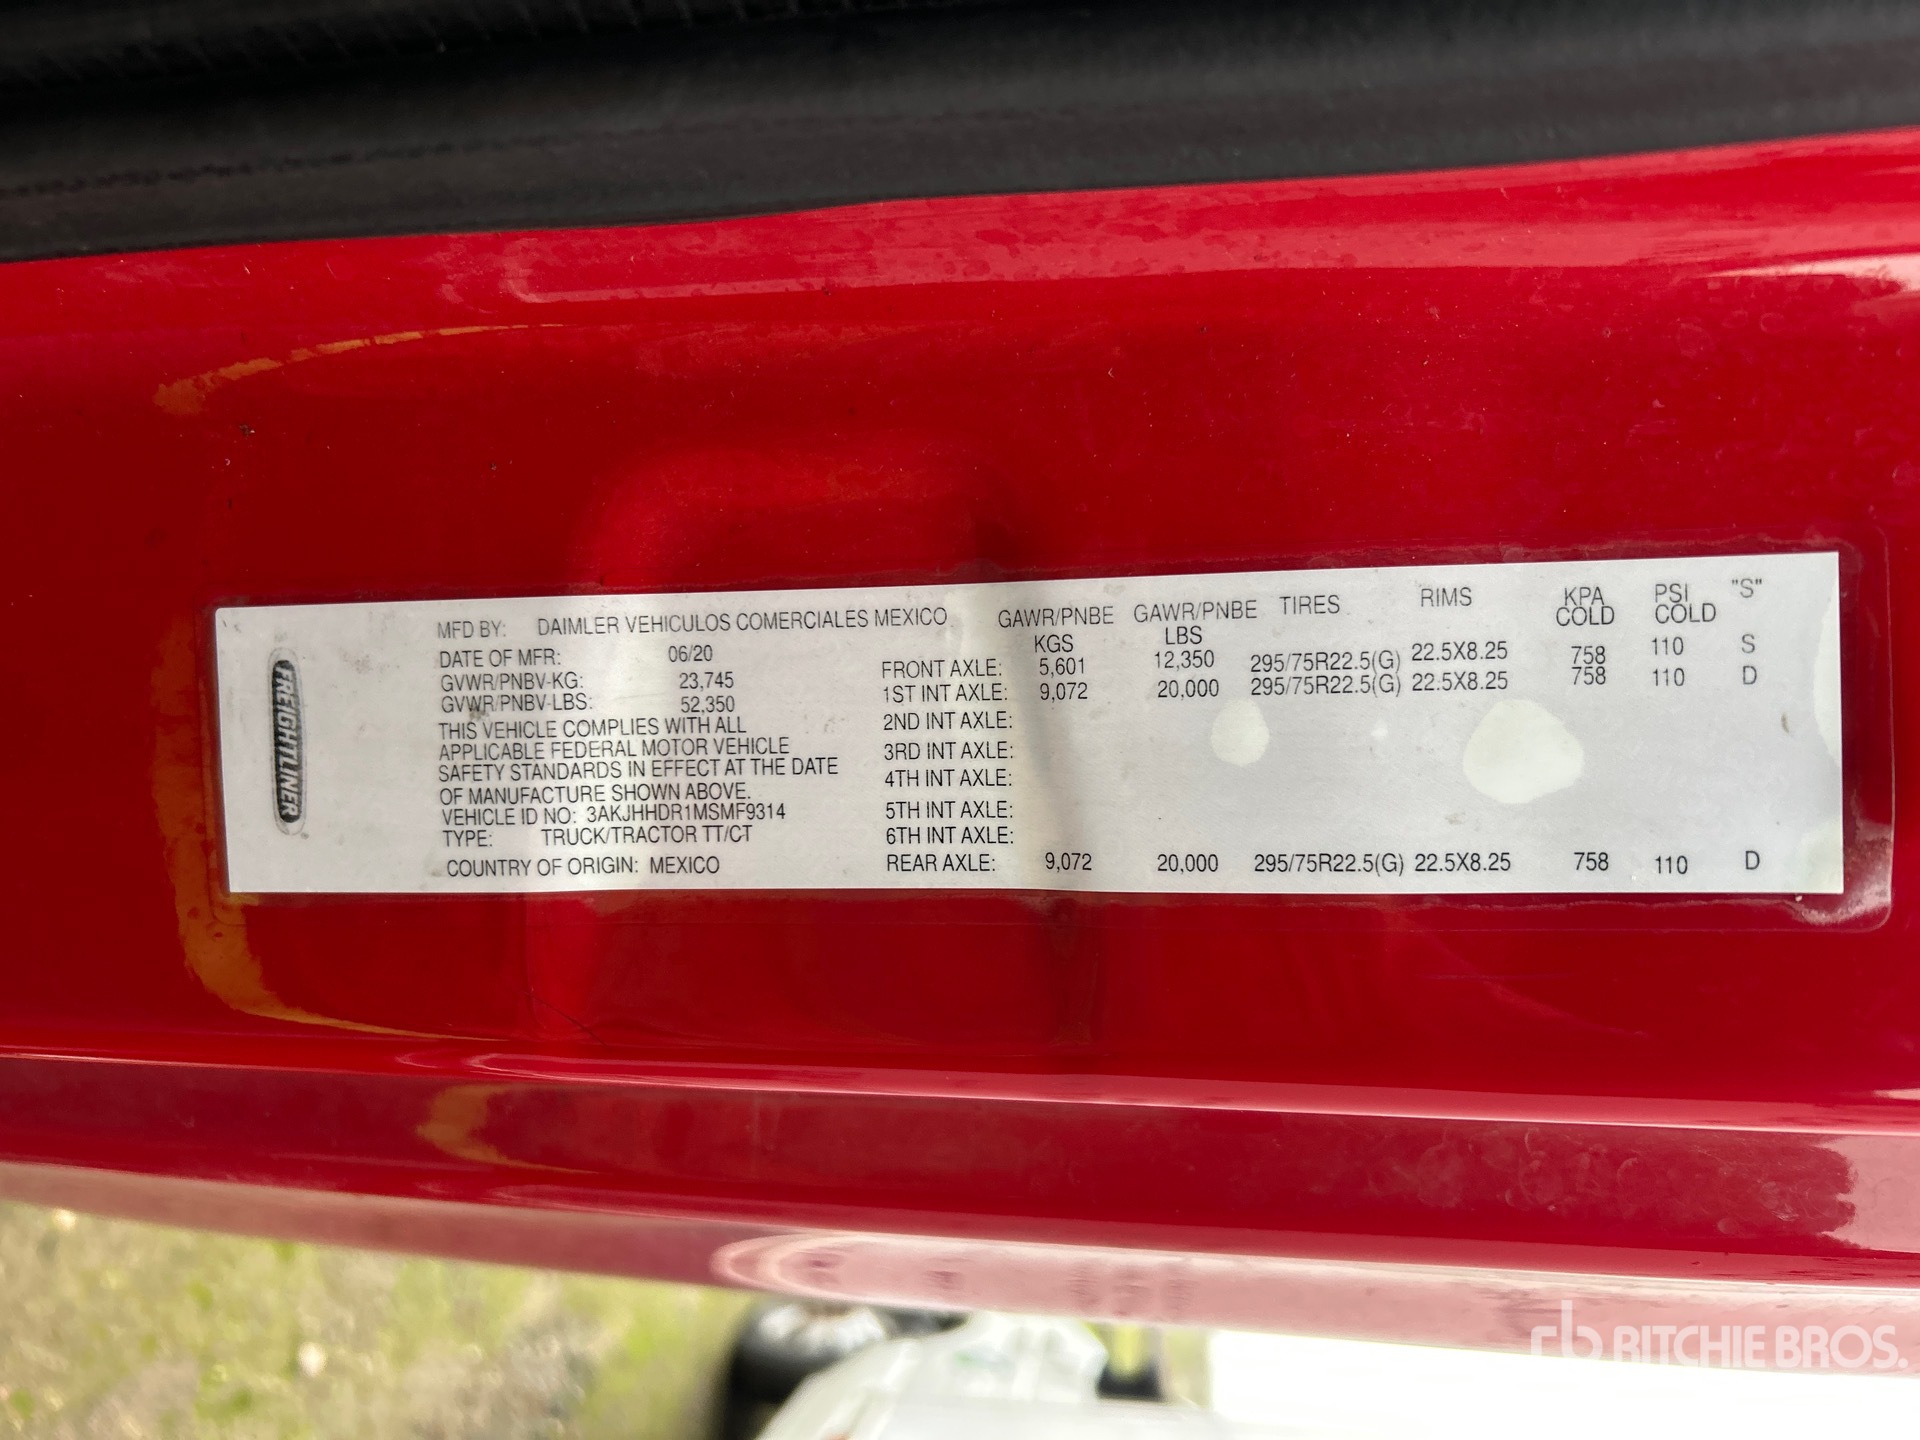 FREIGHTLINER
MFD BY: DAIMLER VEHICULOS COMERCIALES MEXICO
DATE OF MFR: 06/20
GVWR/PNBV-KG: 23,745
GVWR/PNBV-LBS: 52,350
THIS VEHICLE COMPLIES WITH ALL
APPLICABLE FEDERAL MOTOR VEHICLE
SAFETY STANDARDS IN EFFECT AT THE DATE
OF MANUFACTURE SHOWN ABOVE.
VEHICLE ID NO: 3AKJHHDR1MSMF9314
TYPE: TRUCK/TRACTOR TT/CT
COUNTRY OF ORIGIN: MEXICO
GAWR/PNBE GAWR/PNBE TIRES RIMS KPA PSI "S"
KGS LBS COLD COLD
FRONT AXLE: 5,601 12,350 295/75R22.5(G) 22.5X8.25 758 110 S
1ST INT AXLE: 9,072 20,000 295/75R22.5(G) 22.5X8.25 758 110 D
2ND INT AXLE:
3RD INT AXLE:
4TH INT AXLE:
5TH INT AXLE:
6TH INT AXLE:
REAR AXLE: 9,072 20,000 295/75R22.5(G) 22.5X8.25 758 110 D
rb RITCHIE BROS.